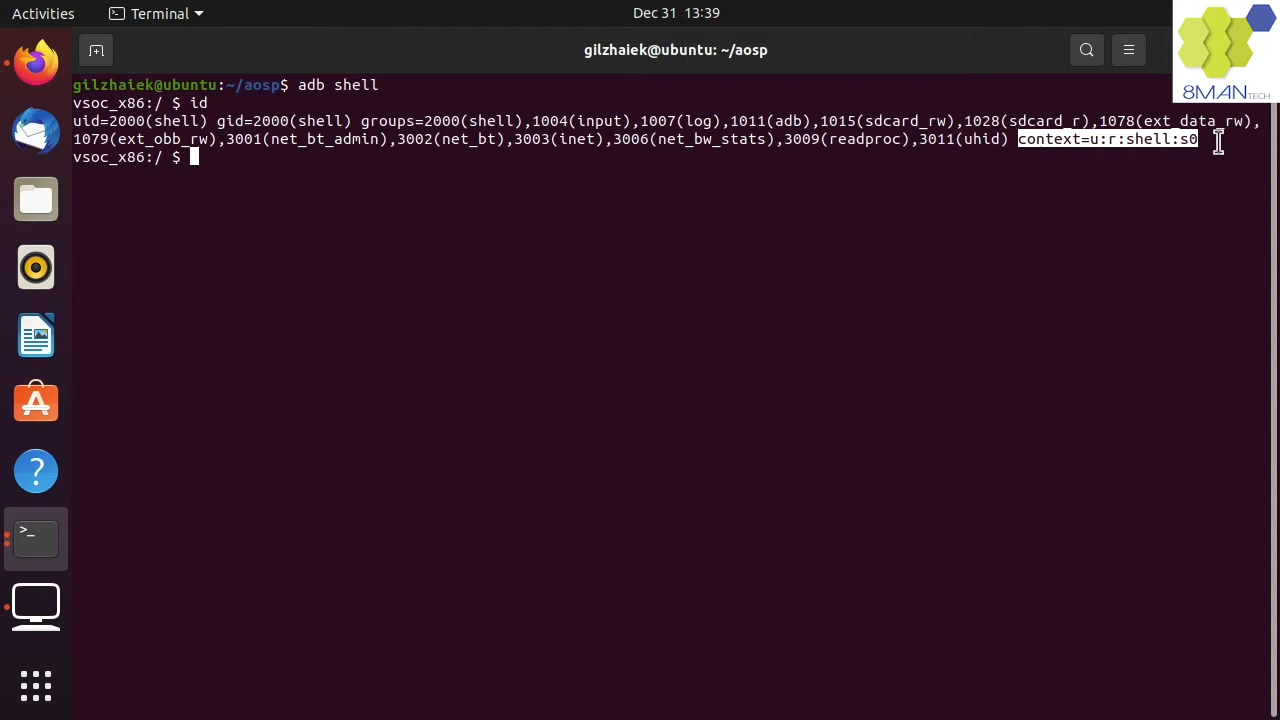 Activities
Terminal
Dec 31 13:39
gilzhaiek@ubuntu: ~/aosp
8MANTECH
gilzhaiek@ubuntu:~/aosp$ adb shell
vsoc_x86:/ $ id
uid=2000(shell) gid=2000(shell) groups=2000(shell),1004(input),1007(log),1011(adb),1015(sdcard_rw),1028(sdcard_r),1078(ext_data_rw),
1079(ext_obb_rw),3001(net_bt_admin),3002(net_bt),3003(inet),3006(net_bw_stats),3009(readproc),3011(uhid) context=u:r:shell:s0
vsoc_x86:/ $